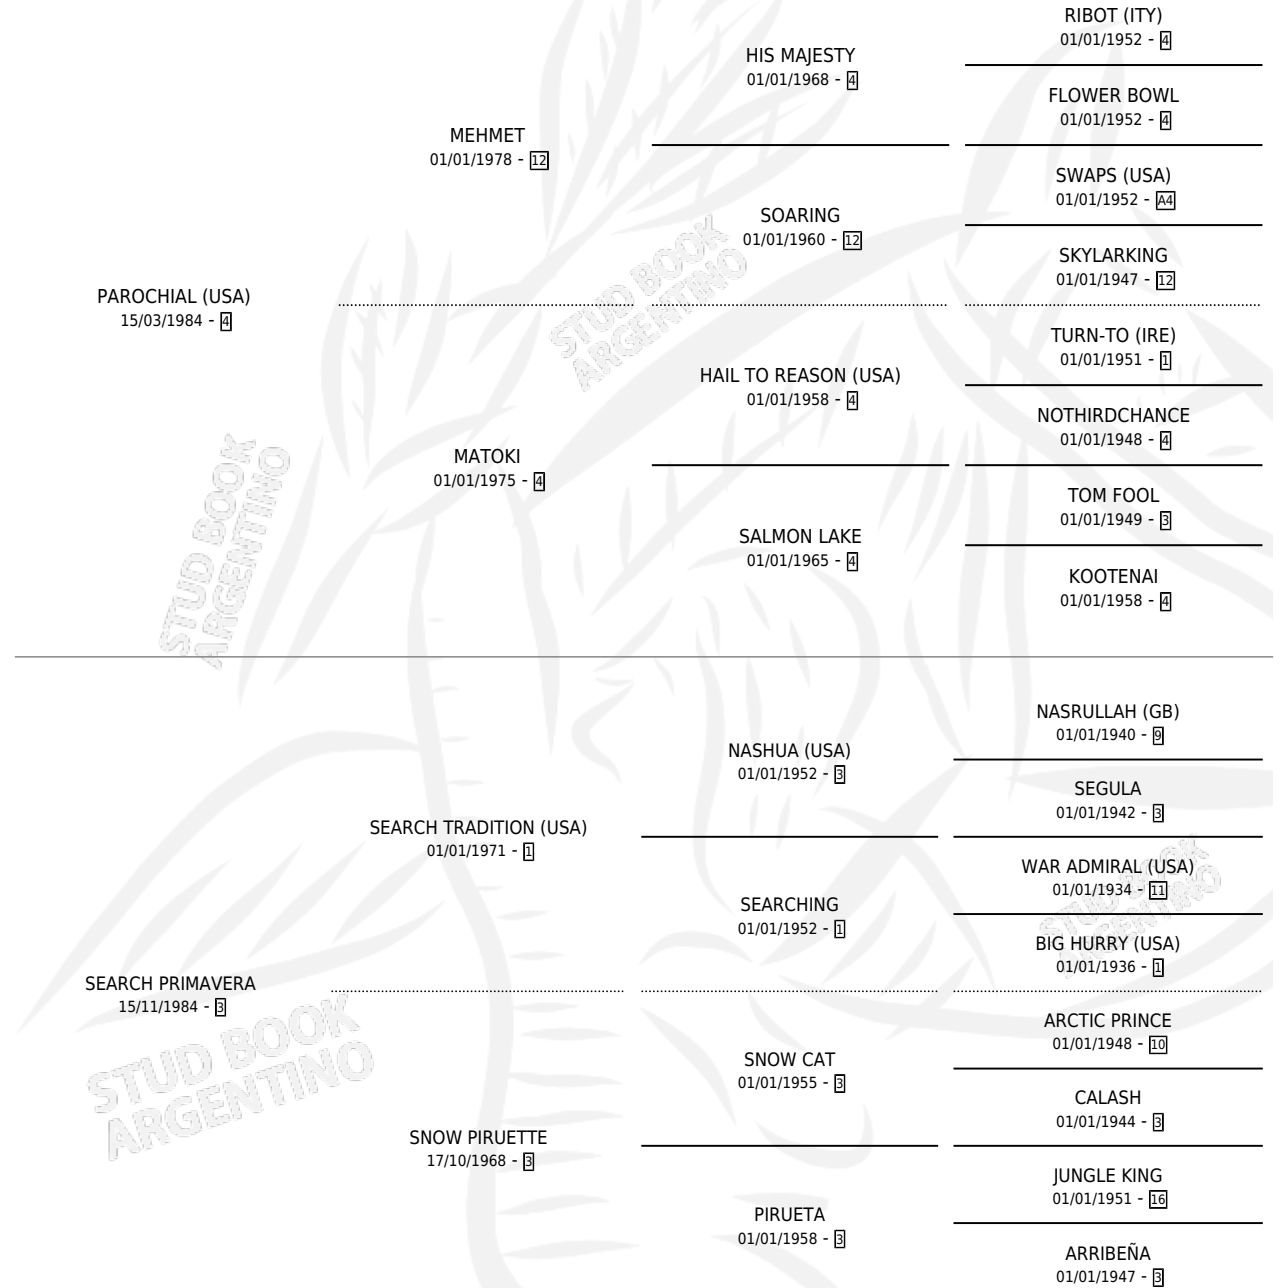 RIBOT (ITY)
01/01/1952 - 4
HIS MAJESTY
01/01/1968 - 4
FLOWER BOWL
01/01/1952 - 4
MEHMET
01/01/1978 - 12
SWAPS (USA)
01/01/1952 - A4
SOARING
01/01/1960 - 12
SKYLARKING
01/01/1947 - 12
PAROCHIAL (USA)
15/03/1984 - 4
TURN-TO (IRE)
01/01/1951 - 1
HAIL TO REASON (USA)
01/01/1958 - 4
NOTHIRDCHANCE
01/01/1948 - 4
MATOKI
01/01/1975 - 4
TOM FOOL
01/01/1949 - 3
SALMON LAKE
01/01/1965 - 4
KOOTENAI
01/01/1958 - 4
NASRULLAH (GB)
01/01/1940 - 9
NASHUA (USA)
01/01/1952 - 3
SEGULA
01/01/1942 - 3
SEARCH TRADITION (USA)
01/01/1971 - 1
WAR ADMIRAL (USA)
01/01/1934 - 11
SEARCHING
01/01/1952 - 1
BIG HURRY (USA)
01/01/1936 - 1
SEARCH PRIMAVERA
15/11/1984 - 3
ARCTIC PRINCE
01/01/1948 - 10
SNOW CAT
01/01/1955 - 3
CALASH
01/01/1944 - 3
SNOW PIRUETTE
17/10/1968 - 3
JUNGLE KING
01/01/1951 - 16
PIRUETA
01/01/1958 - 3
ARRIBEÑA
01/01/1947 - 3
STUD BOOK
ARGENTINO
STUD BOOK
ARGENTINO
STUD BOOK
ARGENTINO
STUD BOOK
ARGENTINO